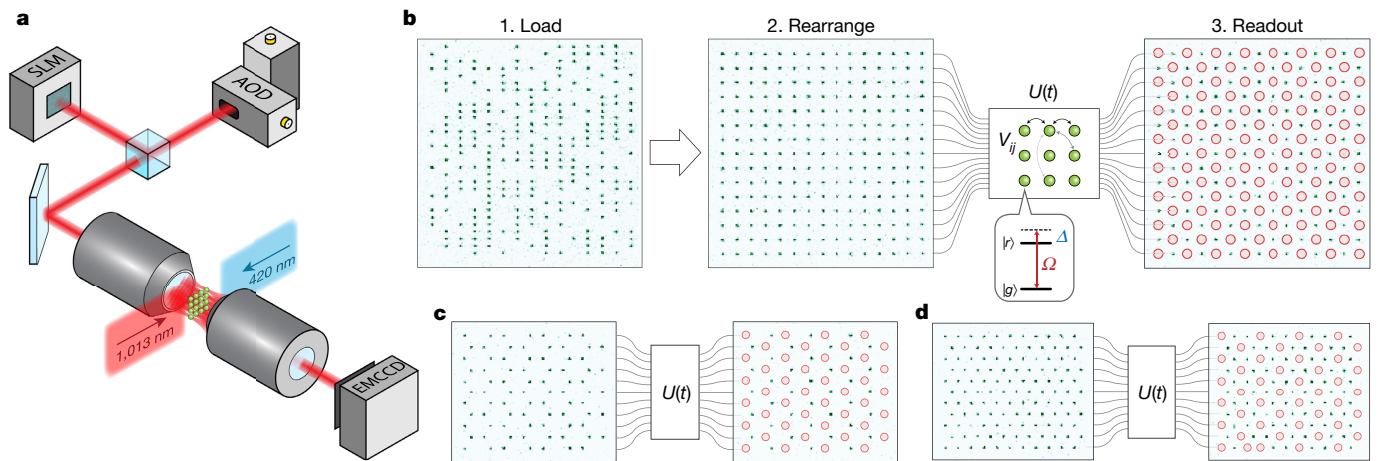 a
SLM
AOD
420 nm
1,013 nm
EMCCD
b
1. Load
2. Rearrange
3. Readout
U(t)
V_ij
Δ
|r⟩
Ω
|g⟩
c
U(t)
d
U(t)